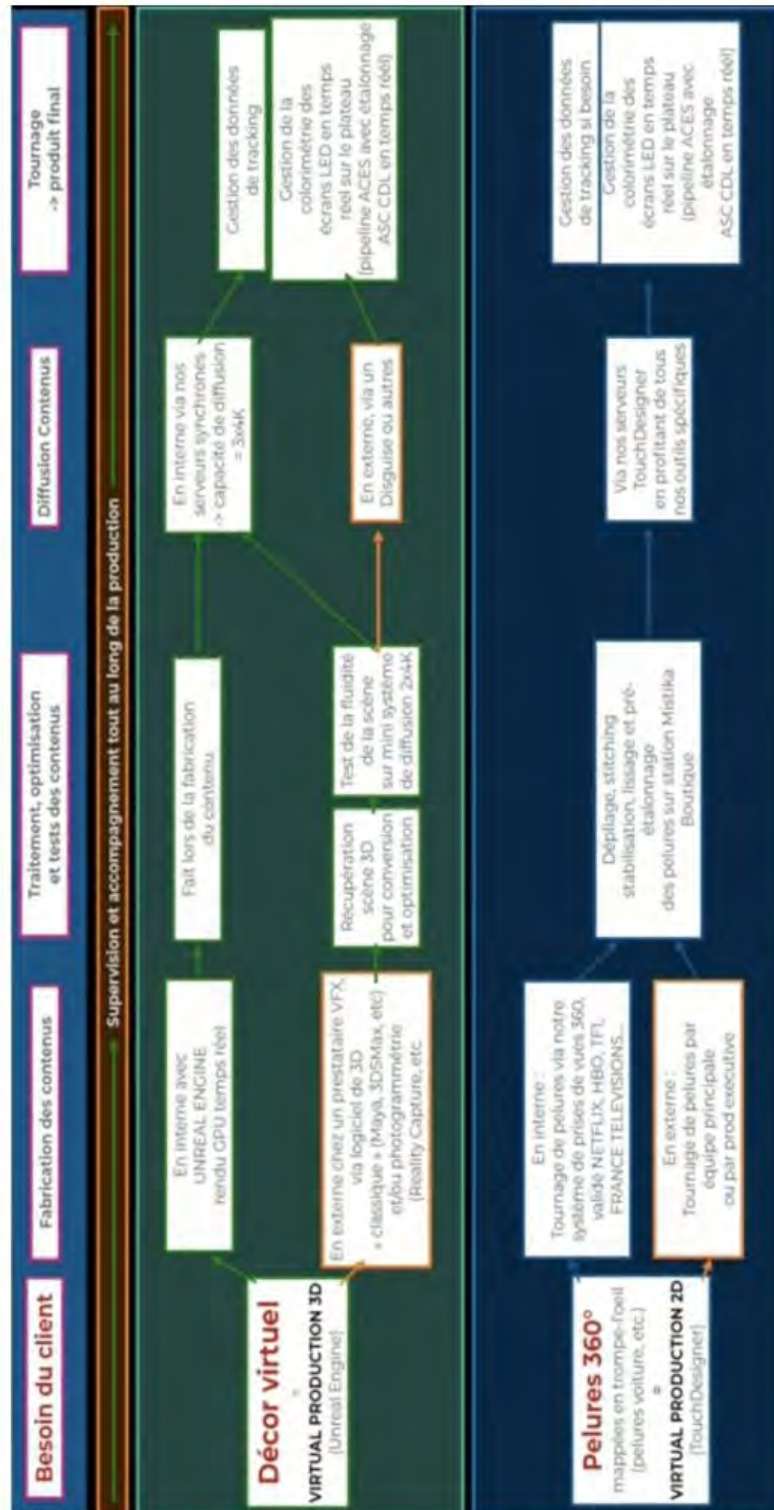 Besoin du client
Fabrication des contenus
Traitement, optimisation
et tests des contenus
Diffusion Contenus
Tournage
-> produit final
Supervision et accompagnement tout au long de la production
Décor virtuel
=
VIRTUAL PRODUCTION 3D
(Unreal Engine)
En interne avec
UNREAL ENGINE
rendu GPU temps réel
Fait lors de la fabrication
du contenu.
En interne via nos
serveurs synchrones
-> capacité de diffusion
= 3x4K
Gestion des données
de tracking
En externe chez un prestataire VFX,
via logiciel de 3D
« classique » (Maya, 3DSMax, etc)
et/ou photogrammétrie
(Reality Capture, etc.
Récupération
scène 3D
pour conversion
et optimisation
Test de la fluidité
de la scène
sur mini système
de diffusion 2x4K
En externe, via un
Disguise ou autres
Gestion de la
colorimétrie des
écrans LED en temps
réel sur le plateau
(pipeline ACES avec étalonnage
ASC CDL en temps réel)
Pelures 360°
mappées en trompe-l'oeil
(pelures voiture, etc.)
=
VIRTUAL PRODUCTION 2D
(TouchDesigner)
En interne :
Tournage de pelures via notre
système de prises de vues 360,
validé NETFLIX, HBO, TF1,
FRANCE TELEVISIONS...
En externe :
Tournage de pelures par
équipe principale
ou par prod executive
Dépliage, stitching
stabilisation, lissage et pré-
étalonnage
des pelures sur station Mistika
Boutique.
Via nos serveurs
TouchDesigner
en profitant de tous
nos outils spécifiques
Gestion des données
de tracking si besoin
Gestion de la
colorimétrie des
écrans LED en temps
réel sur le plateau
(pipeline ACES avec
étalonnage
ASC CDL en temps réel)